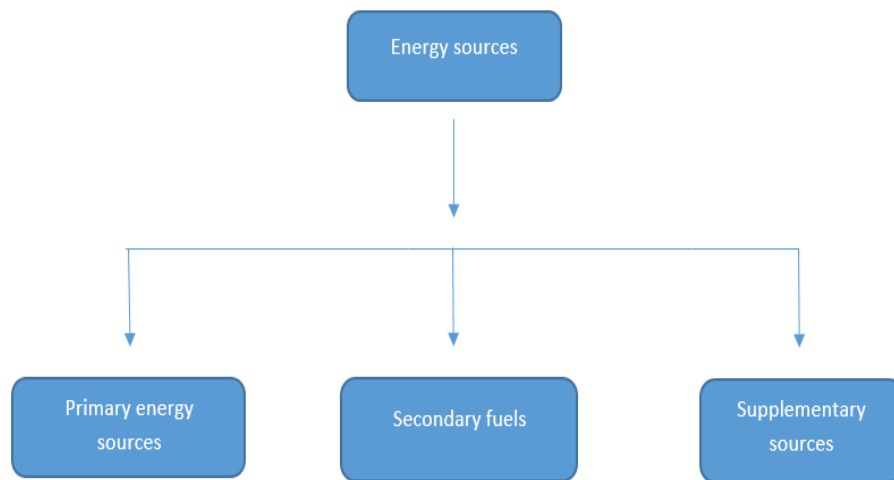 Energy sources
Primary energy
sources
Secondary fuels
Supplementary
sources